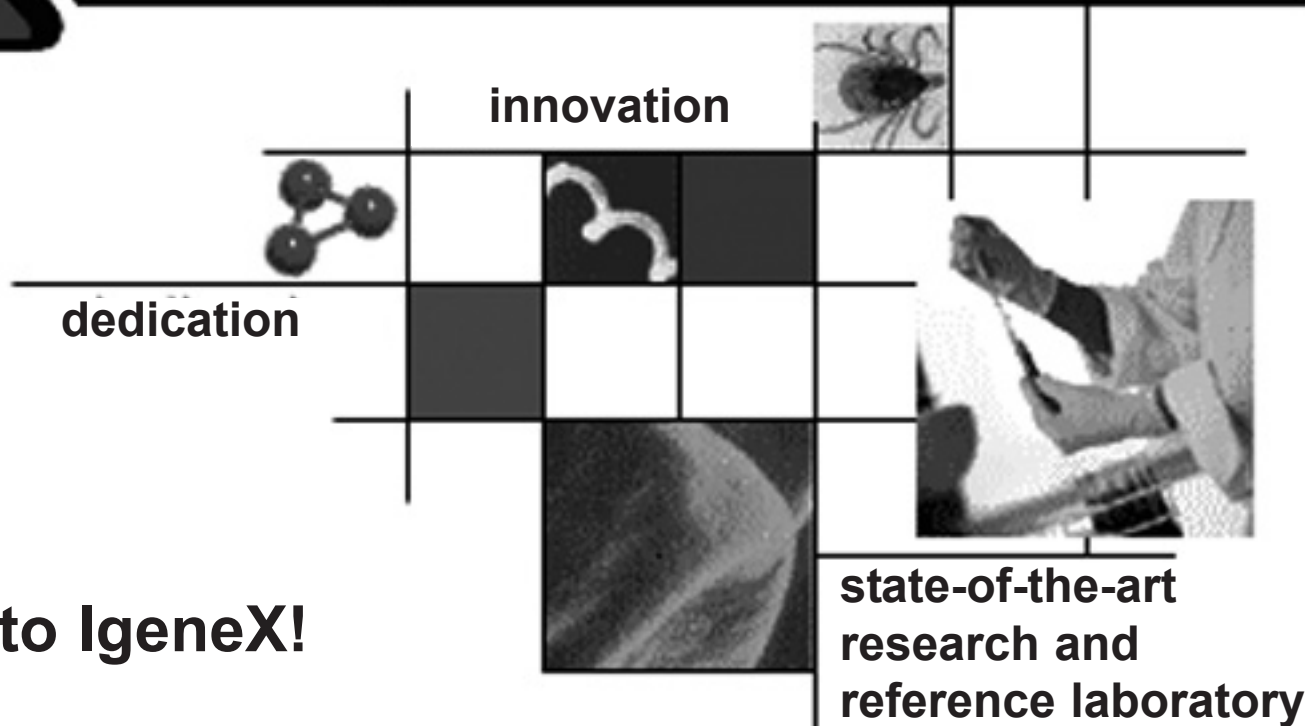 innovation
dedication
to IgeneX!
state-of-the-art
research and
reference laboratory